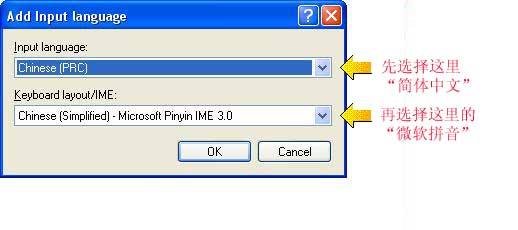 Add Input language
Input language:
Chinese (PRC)
先选择这里
“简体中文”
Keyboard layout/IME:
Chinese (Simplified) - Microsoft Pinyin IME 3.0
再选择这里的
“微软拼音”
OK
Cancel